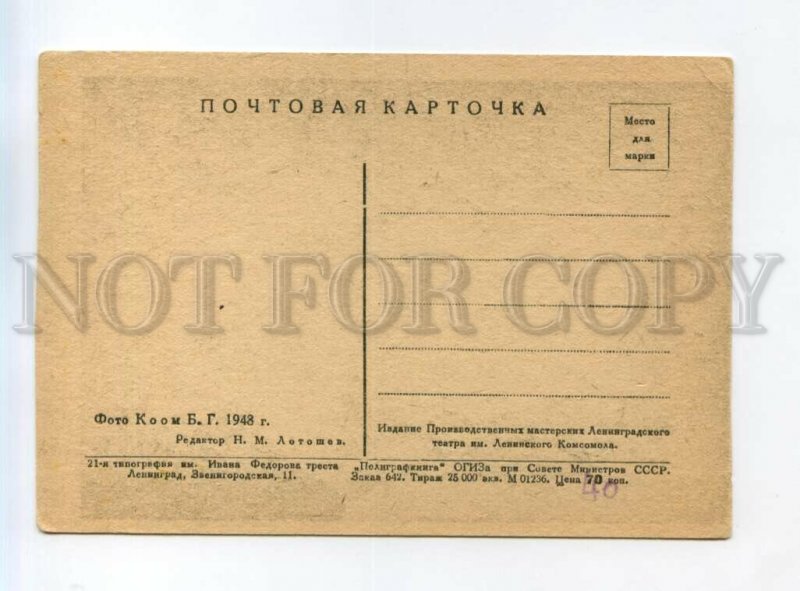 ПОЧТОВАЯ КАРТОЧКА
Место
для
марки
NOT FOR COPY
Фото Коом Б. Г. 1948 г.
Редактор Н. М. Лотошев.
Издание Производственных мастерских Ленинградского
театра им. Ленинского Комсомола.
21-я типография им. Ивана Федорова треста „Полиграфкнига“ ОГИЗа при Совете Министров СССР.
Ленинград, Звенигородская, 11. Заказ 642. Тираж 25 000 экз. М 01236. Цена 70 коп.
40